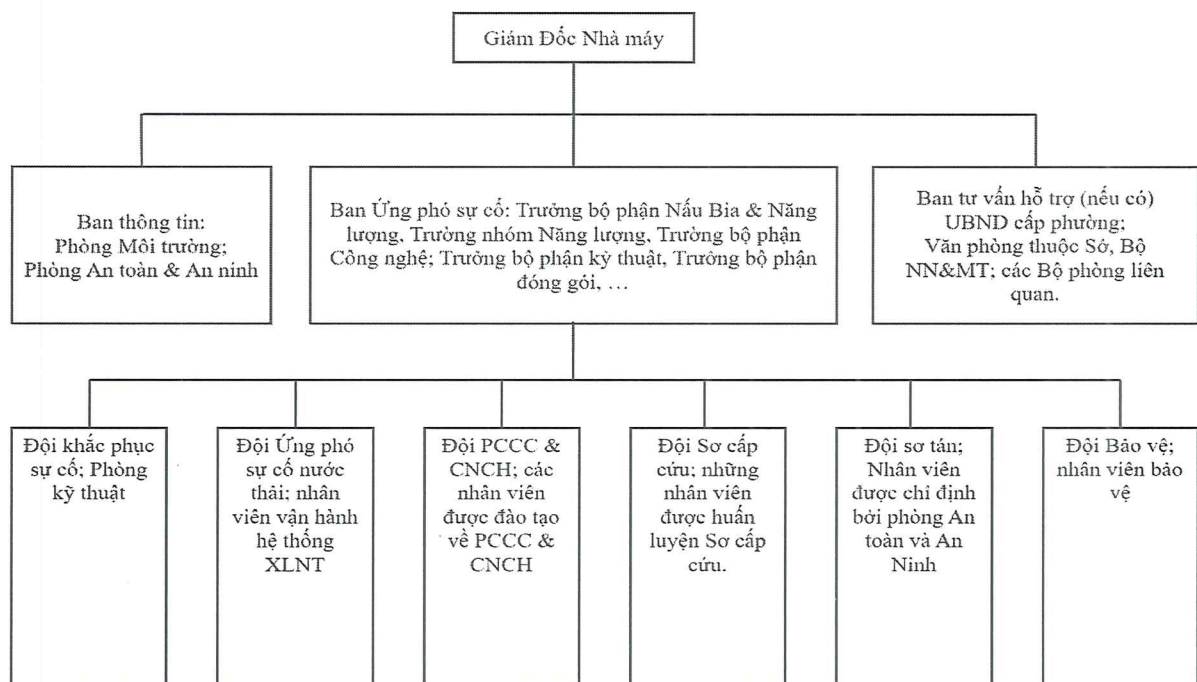 Giám Đốc Nhà máy
Ban thông tin:
Phòng Môi trường;
Phòng An toàn & An ninh
Ban Ứng phó sự cố: Trưởng bộ phận Nấu Bia & Năng
lượng, Trưởng nhóm Năng lượng, Trưởng bộ phận
Công nghệ; Trưởng bộ phận kỹ thuật, Trưởng bộ phận
đóng gói, …
Ban tư vấn hỗ trợ (nếu có)
UBND cấp phường;
Văn phòng thuộc Sở, Bộ
NN&MT; các Bộ phòng liên
quan.
Đội khắc phục
sự cố; Phòng
kỹ thuật
Đội Ứng phó
sự cố nước
thải; nhân
viên vận hành
hệ thống
XLNT
Đội PCCC &
CNCH; các
nhân viên
được đào tạo
về PCCC &
CNCH
Đội Sơ cấp
cứu; những
nhân viên
được huấn
luyện Sơ cấp
cứu.
Đội sơ tán;
Nhân viên
được chỉ định
bởi phòng An
toàn và An
Ninh
Đội Bảo vệ;
nhân viên bảo
vệ